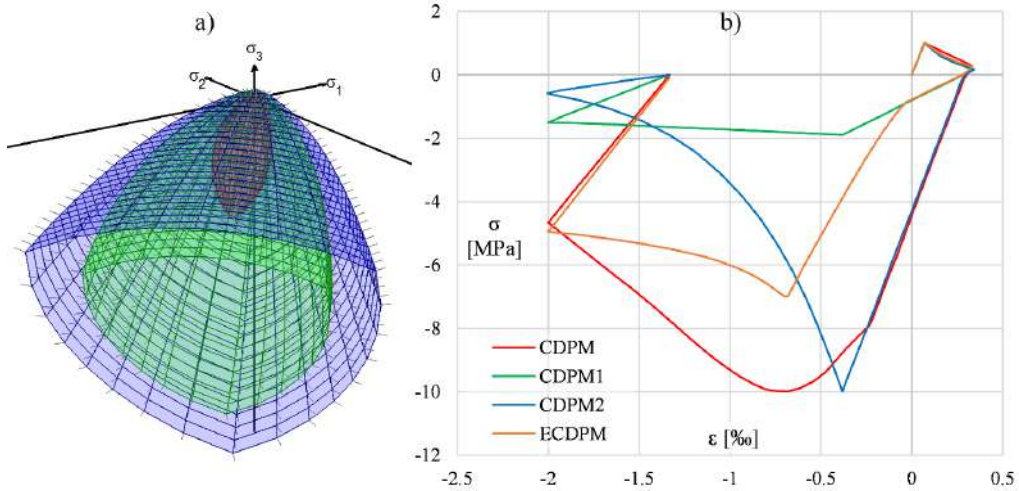 a)
σ3
σ2
σ1
b)
2
0
-2
-4
-6
-8
-10
-12
σ
[MPa]
CDPM
CDPM1
CDPM2
ECDPM
ε [‰]
-2.5
-2
-1.5
-1
-0.5
0
0.5